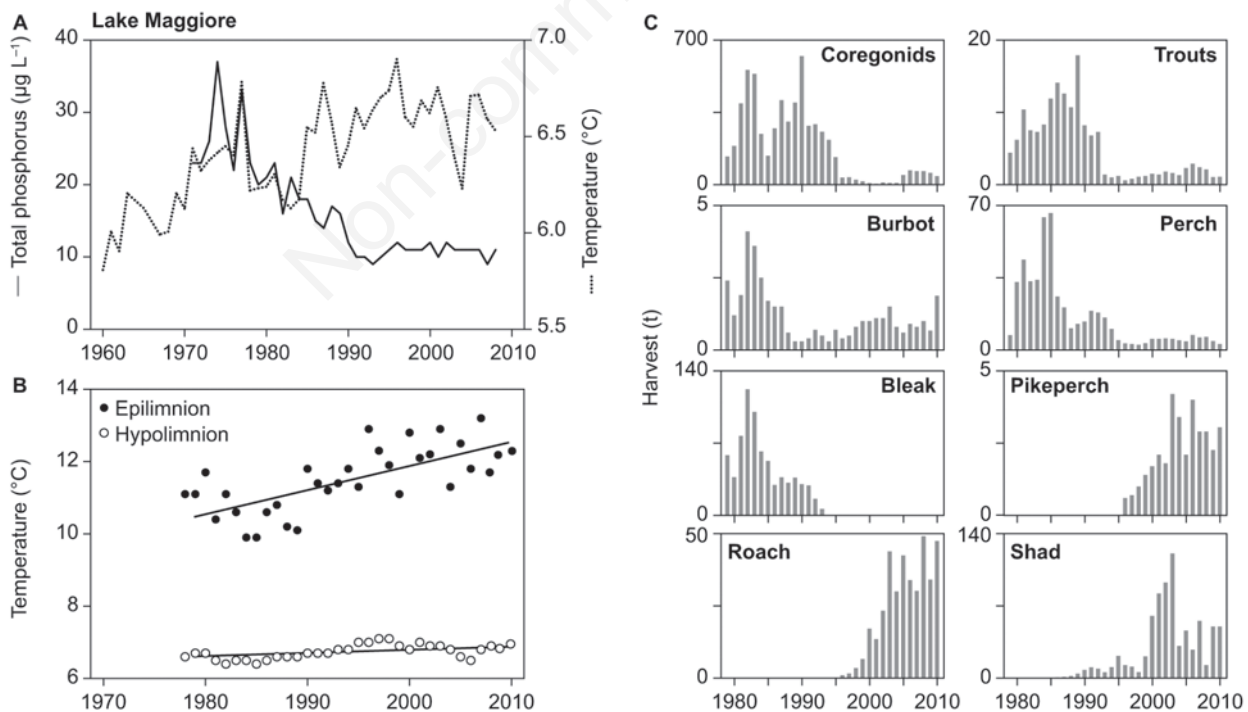 A
Lake Maggiore
— Total phosphorus (µg L⁻¹)
40
30
20
10
0
7.0
6.5
6.0
5.5
Temperature (°C)
1960 1970 1980 1990 2000 2010
Non-comm
B
Temperature (°C)
14
12
10
8
6
● Epilimnion
○ Hypolimnion
1970 1980 1990 2000 2010
C
Harvest (t)
700
0
Coregonids
20
0
Trouts
5
0
Burbot
70
0
Perch
140
0
Bleak
5
0
Pikeperch
50
0
Roach
140
0
Shad
1980 1990 2000 2010
1980 1990 2000 2010